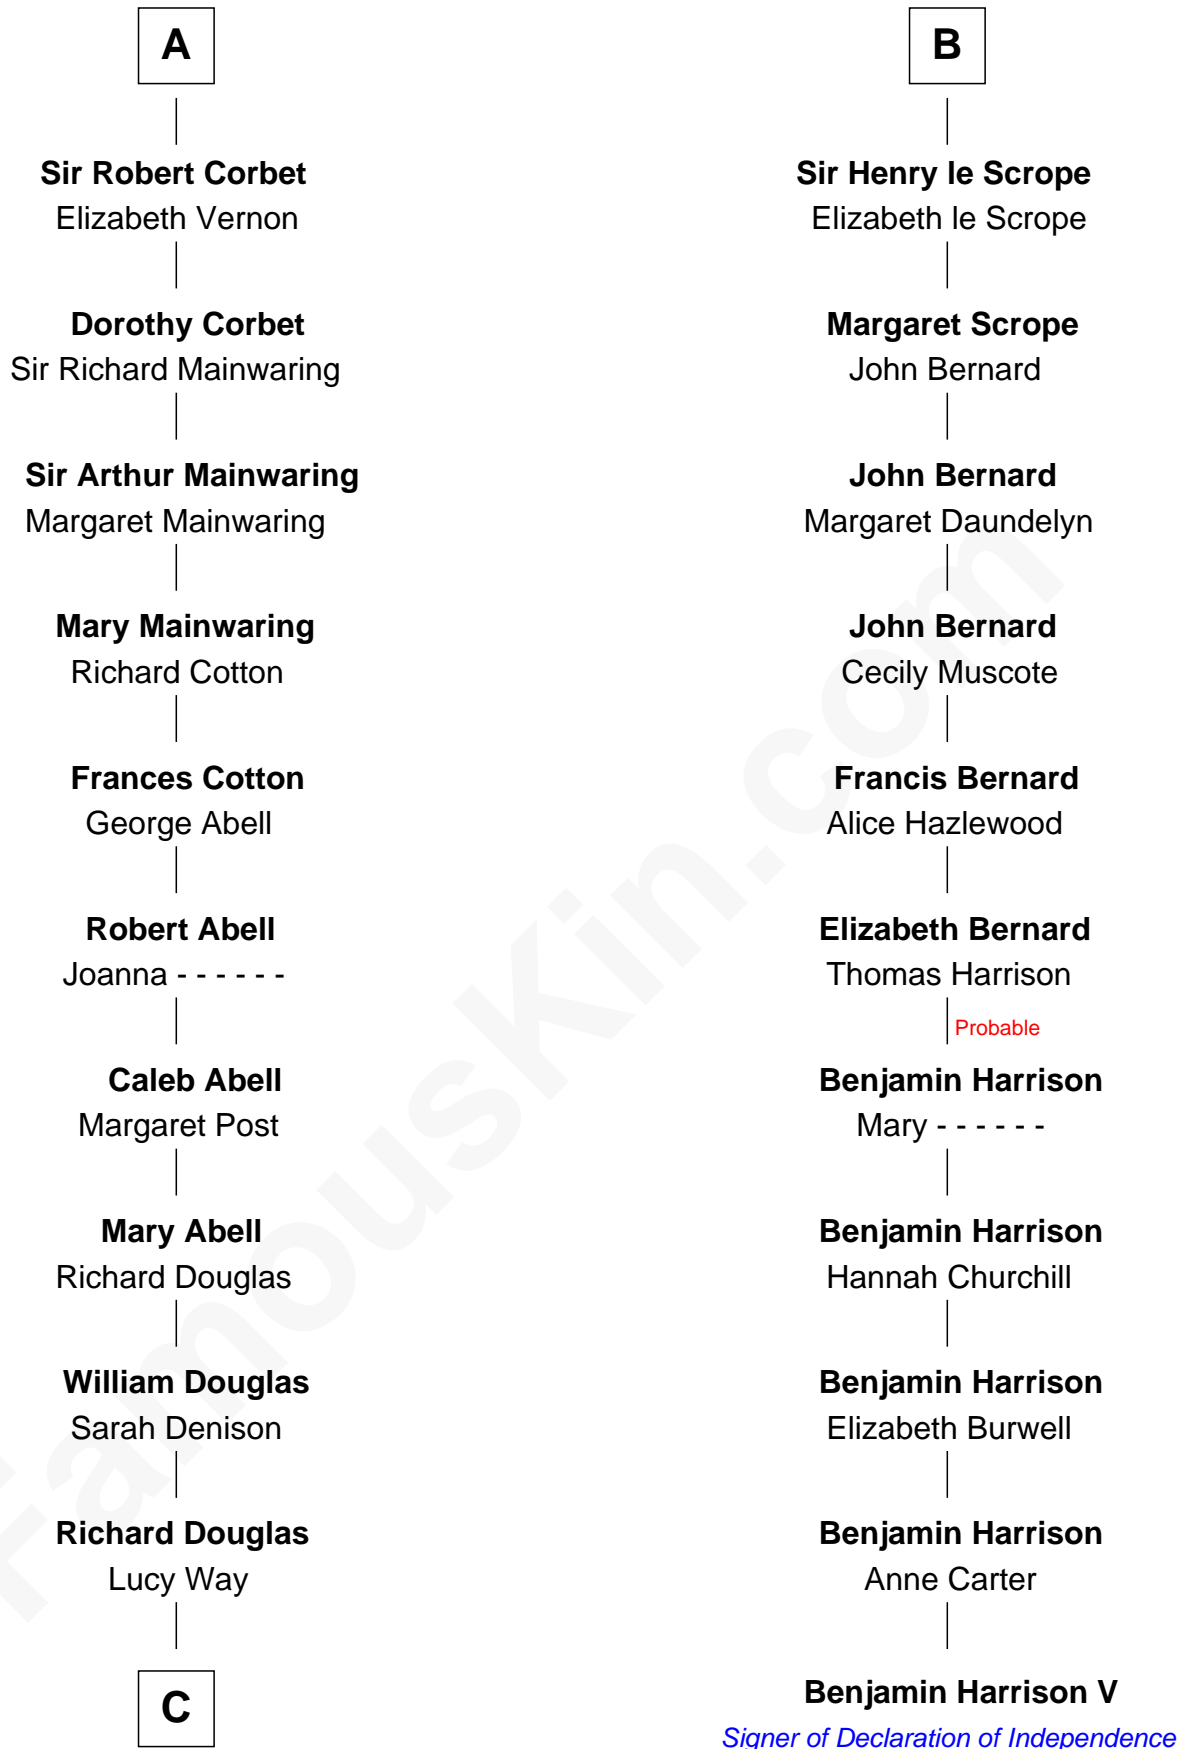 A
Sir Robert Corbet
Elizabeth Vernon
Dorothy Corbet
Sir Richard Mainwaring
Sir Arthur Mainwaring
Margaret Mainwaring
Mary Mainwaring
Richard Cotton
Frances Cotton
George Abell
Robert Abell
Joanna - - - - - -
Caleb Abell
Margaret Post
Mary Abell
Richard Douglas
William Douglas
Sarah Denison
Richard Douglas
Lucy Way
C
B
Sir Henry le Scrope
Elizabeth le Scrope
Margaret Scrope
John Bernard
John Bernard
Margaret Daundelyn
John Bernard
Cecily Muscote
Francis Bernard
Alice Hazlewood
Elizabeth Bernard
Thomas Harrison
Probable
Benjamin Harrison
Mary - - - - - -
Benjamin Harrison
Hannah Churchill
Benjamin Harrison
Elizabeth Burwell
Benjamin Harrison
Anne Carter
Benjamin Harrison V
Signer of Declaration of Independence
FamousKin.com